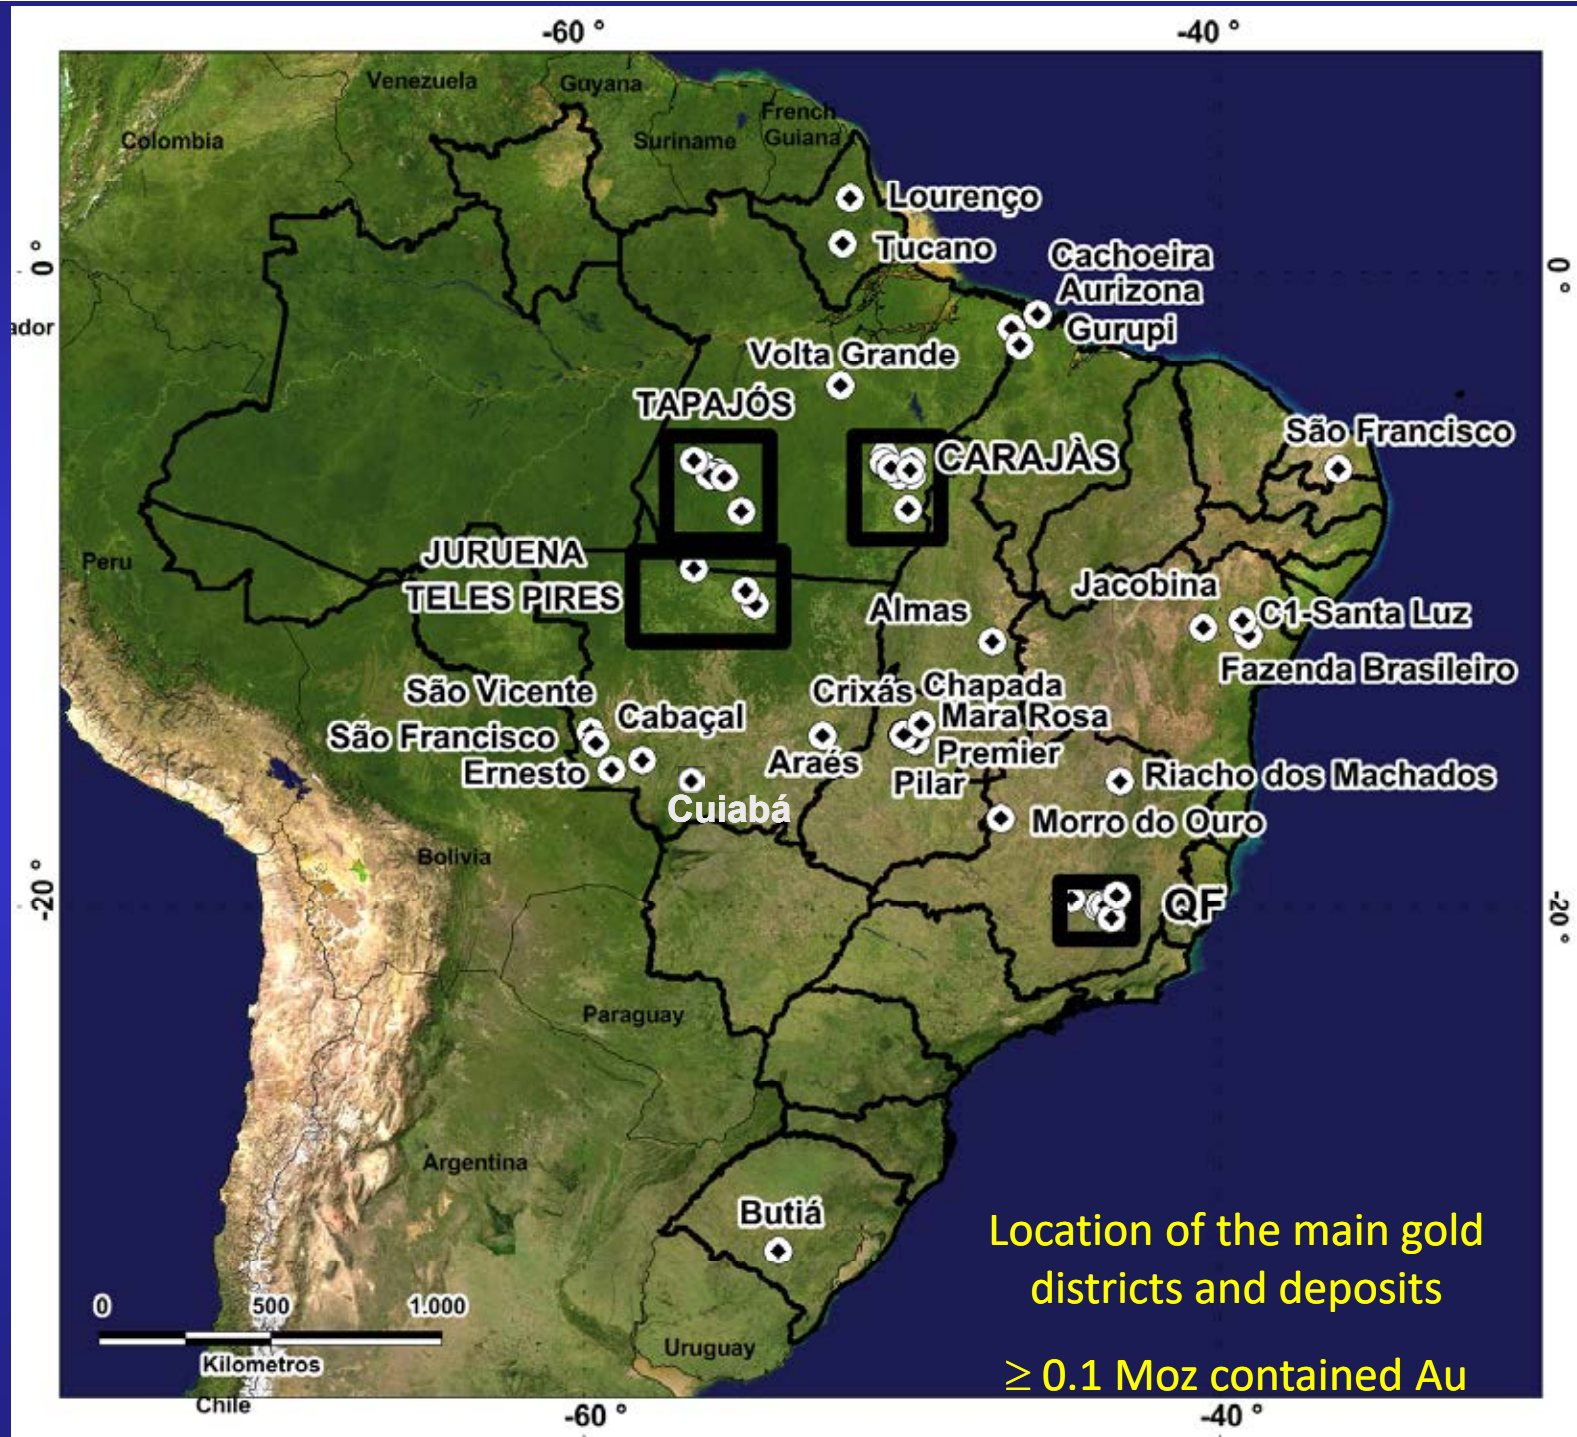 -60 °
-40 °
Venezuela
Guyana
Colombia
Suriname
French
Guiana
Lourenço
Tucano
0 °
0 °
Cachoeira
Aurizona
Gurupi
ador
Volta Grande
TAPAJÓS
São Francisco
CARAJÀS
Peru
JURUENA
TELES PIRES
Jacobina
Almas
C1-Santa Luz
Fazenda Brasileiro
São Vicente
Cabaçal
Crixás
Chapada
Mara Rosa
São Francisco
Premier
Ernesto
Araés
Pilar
Riacho dos Machados
Cuiabá
Morro do Ouro
Bolivia
-20 °
QF
-20 °
Paraguay
Argentina
Butiá
Location of the main gold
districts and deposits
≥ 0.1 Moz contained Au
0
500
1.000
Kilometros
Uruguay
Chile
-60 °
-40 °